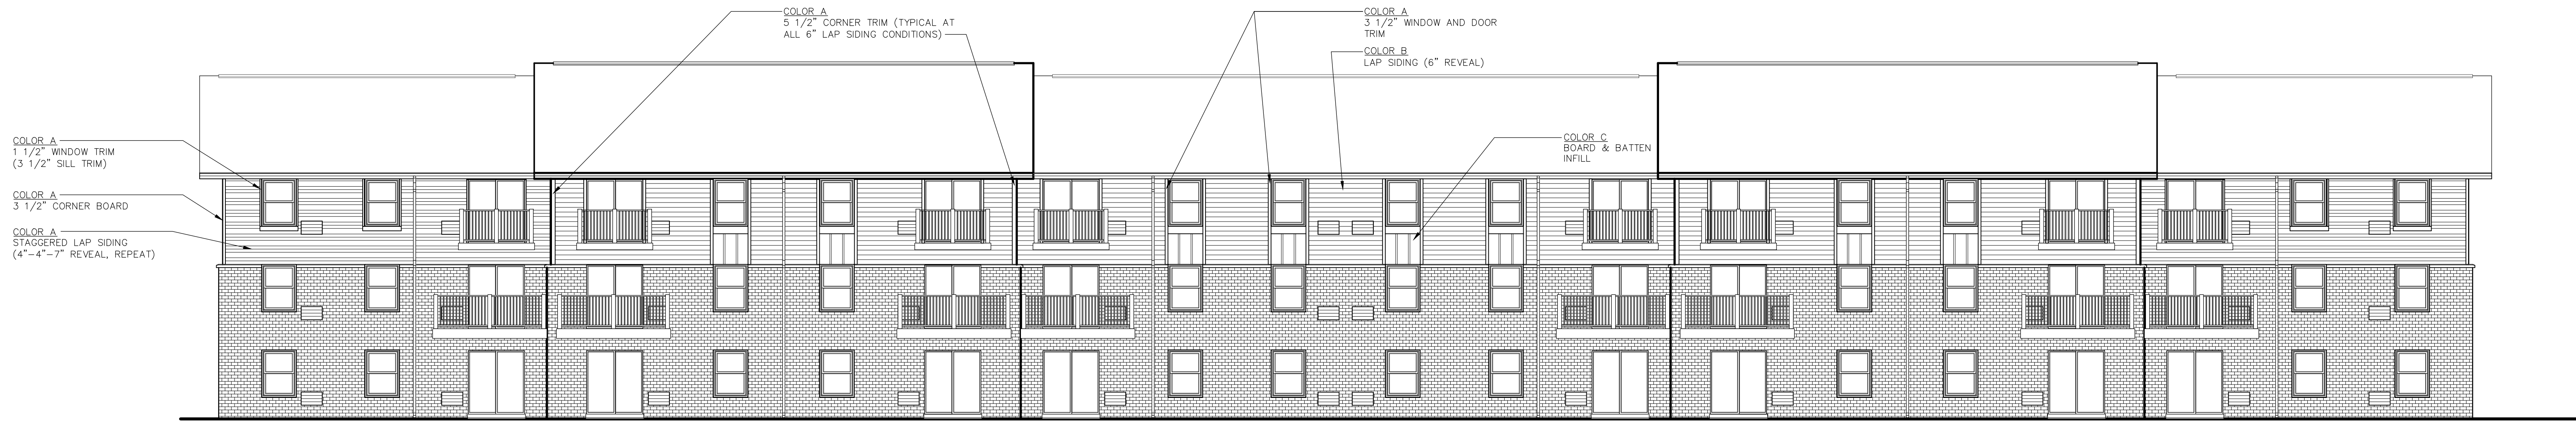 COLOR A
5 1/2" CORNER TRIM (TYPICAL AT
ALL 6" LAP SIDING CONDITIONS)
COLOR A
3 1/2" WINDOW AND DOOR
TRIM
COLOR B
LAP SIDING (6" REVEAL)
COLOR C
BOARD & BATTEN
INFILL
COLOR A
1 1/2" WINDOW TRIM
(3 1/2" SILL TRIM)
COLOR A
3 1/2" CORNER BOARD
COLOR A
STAGGERED LAP SIDING
(4"-4"-7" REVEAL, REPEAT)